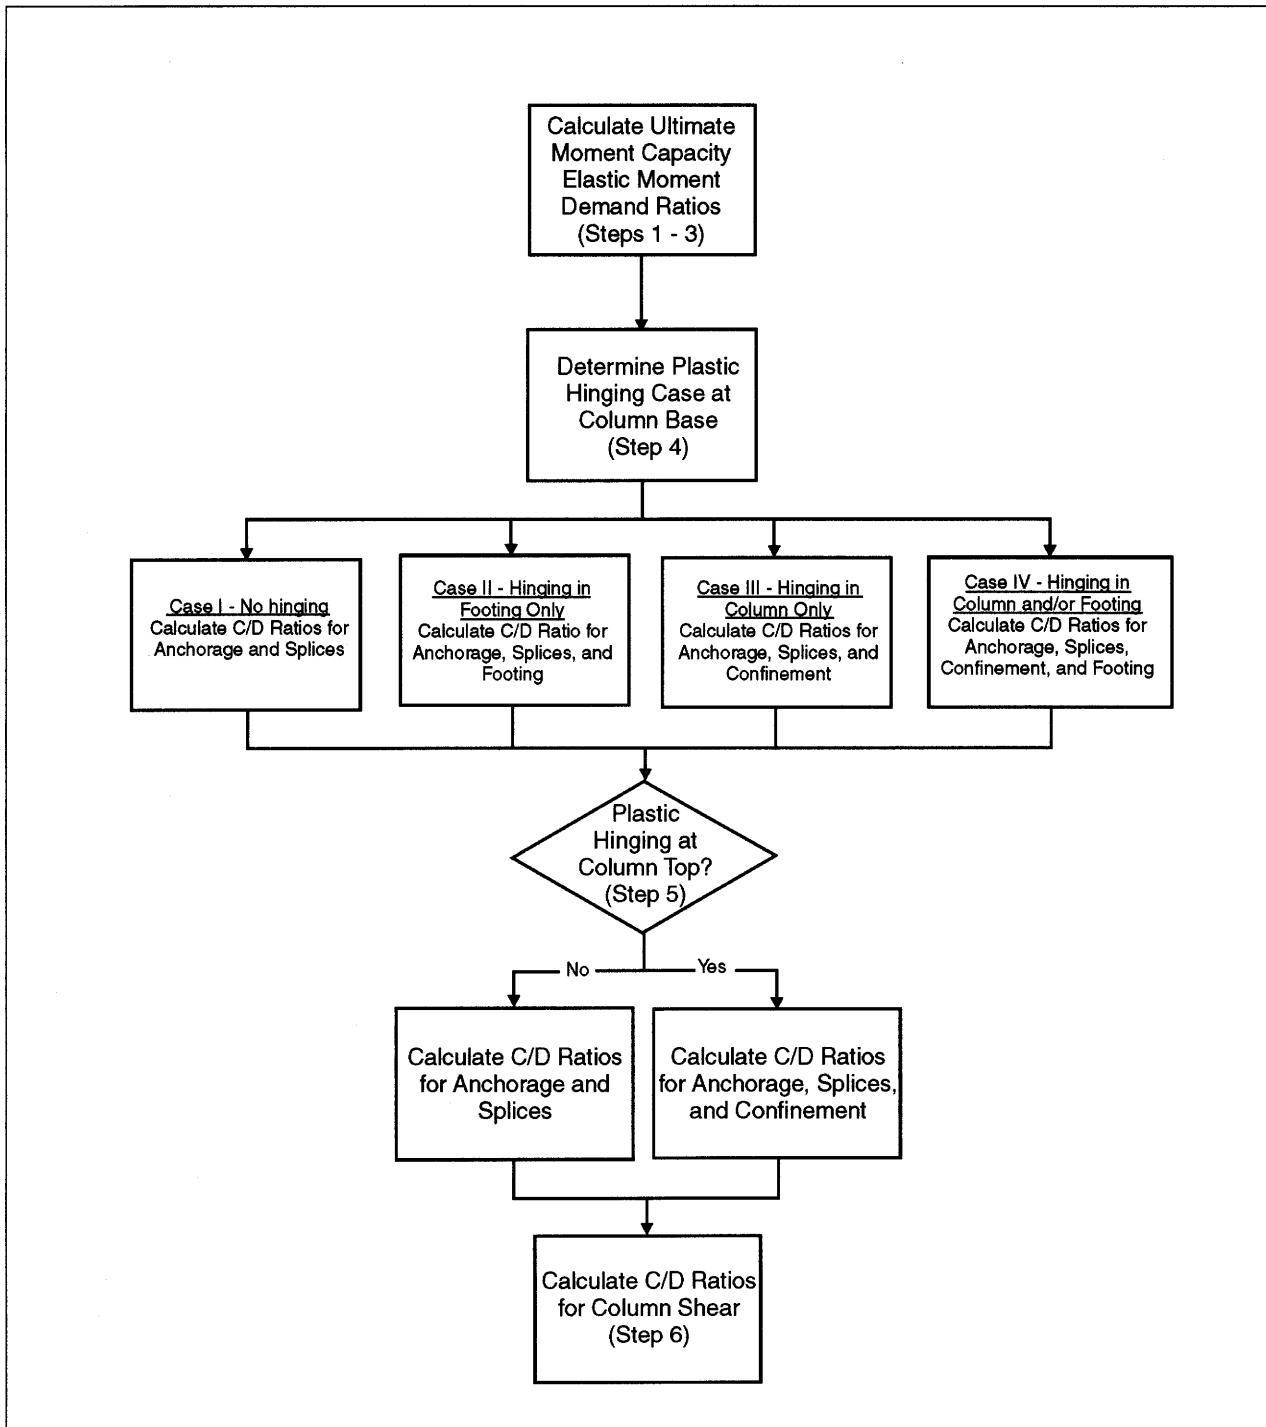 Calculate Ultimate
Moment Capacity
Elastic Moment
Demand Ratios
(Steps 1 - 3)
Determine Plastic
Hinging Case at
Column Base
(Step 4)
Case I - No hinging
Calculate C/D Ratios for
Anchorage and Splices
Case II - Hinging in
Footing Only
Calculate C/D Ratio for
Anchorage, Splices, and
Footing
Case III - Hinging in
Column Only
Calculate C/D Ratios for
Anchorage, Splices, and
Confinement
Case IV - Hinging in
Column and/or Footing
Calculate C/D Ratios for
Anchorage, Splices,
Confinement, and Footing
Plastic
Hinging at
Column Top?
(Step 5)
No
Yes
Calculate C/D Ratios
for Anchorage and
Splices
Calculate C/D Ratios
for Anchorage, Splices,
and Confinement
Calculate C/D Ratios
for Column Shear
(Step 6)